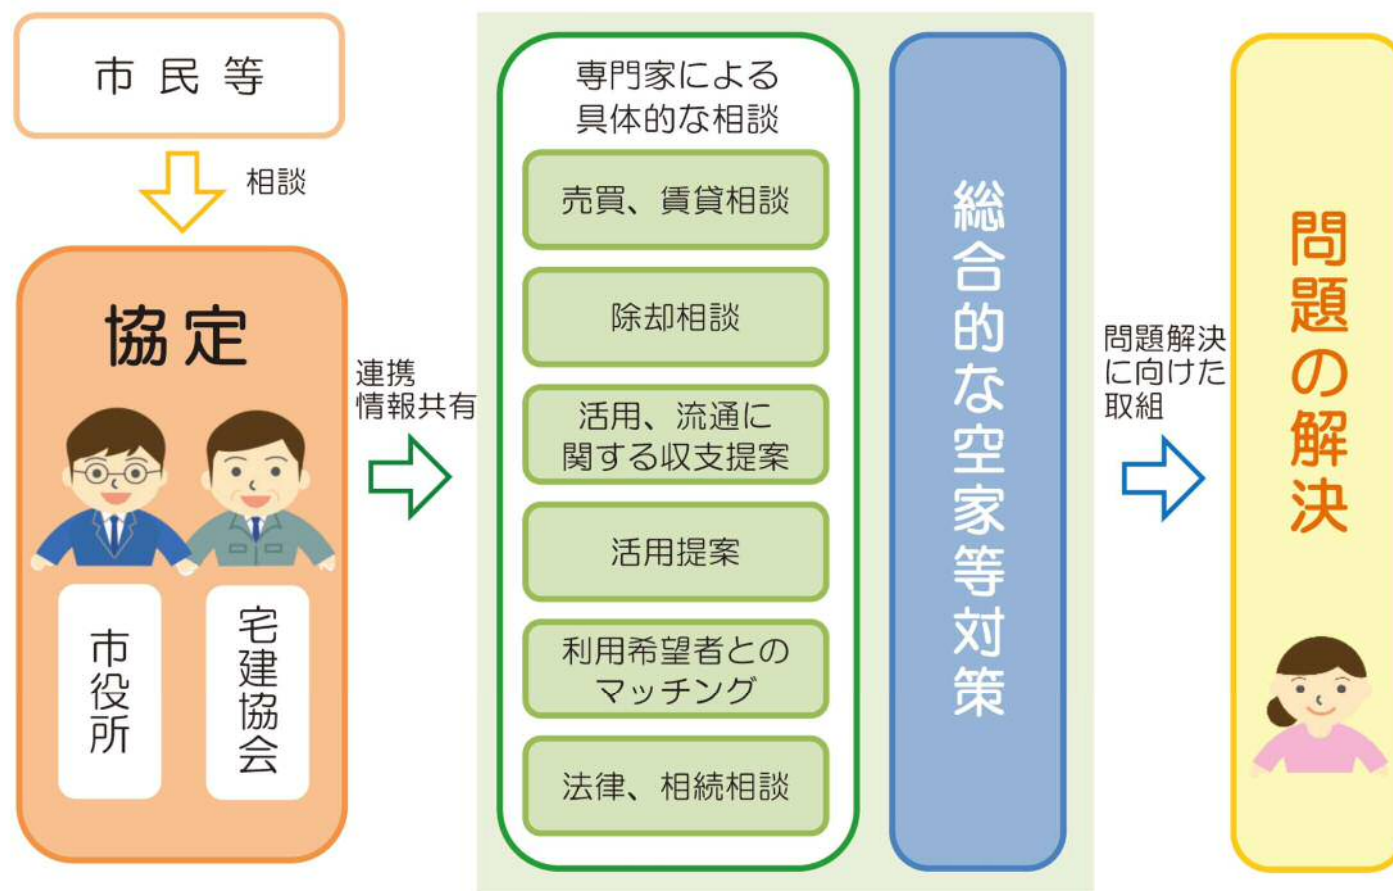 市民等
相談
協定
市役所
宅建協会
連携
情報共有
専門家による
具体的な相談
売買、賃貸相談
除却相談
活用、流通に
関する収支提案
活用提案
利用希望者との
マッチング
法律、相続相談
総合的な空家等対策
問題解決
に向けた
取組
問題の解決